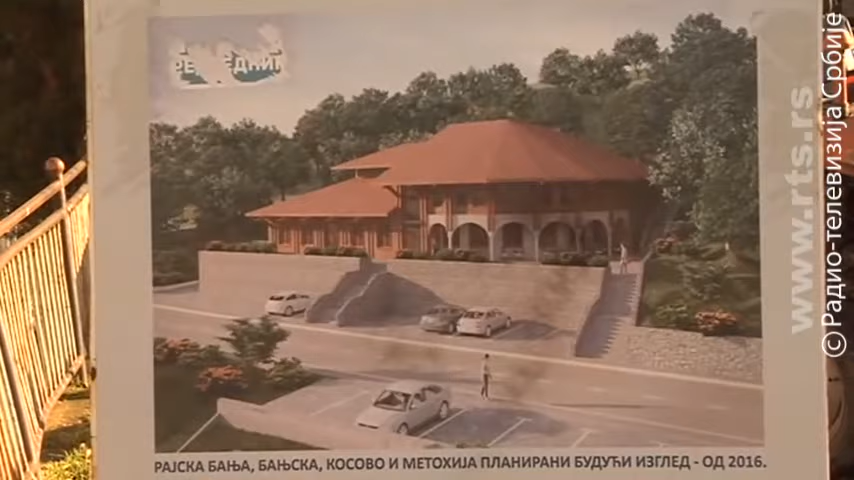 РАЈСКА БАЊА, БАЊСКА, КОСОВО И МЕТОХИЈА ПЛАНИРАНИ БУДУЋИ ИЗГЛЕД - ОД 2016.
www.rts.rs
© Радио-телевизија Србије